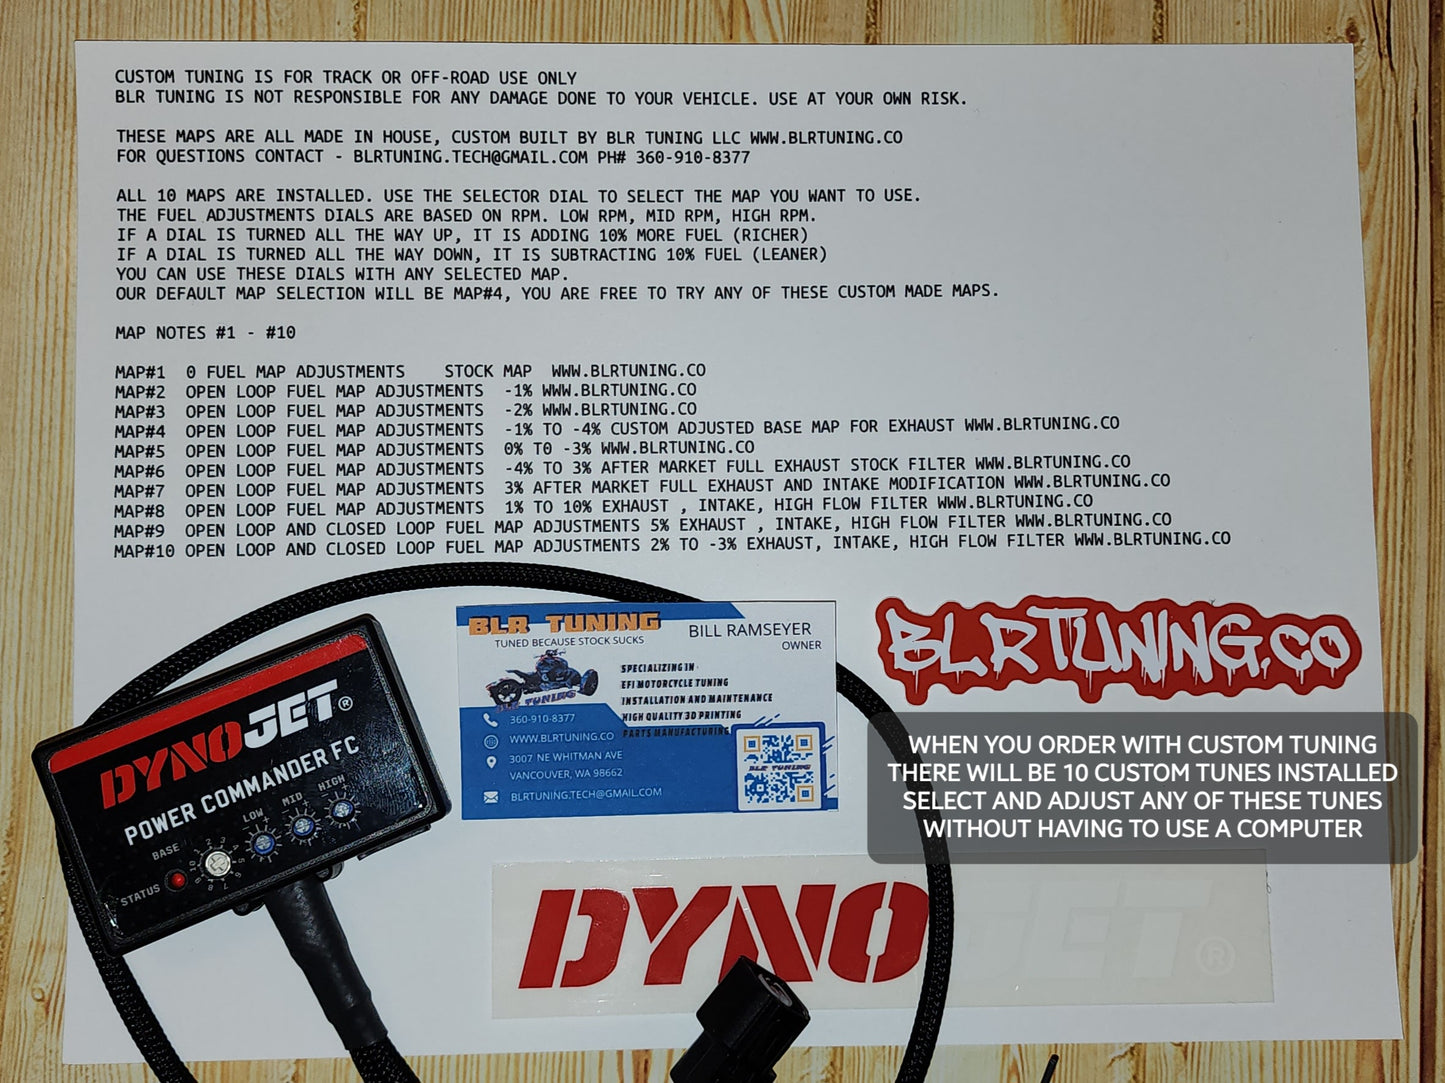 CUSTOM TUNING IS FOR TRACK OR OFF-ROAD USE ONLY
BLR TUNING IS NOT RESPONSIBLE FOR ANY DAMAGE DONE TO YOUR VEHICLE. USE AT YOUR OWN RISK.
THESE MAPS ARE ALL MADE IN HOUSE, CUSTOM BUILT BY BLR TUNING LLC WWW.BLRTUNING.CO
FOR QUESTIONS CONTACT - BLRTUNING.TECH@GMAIL.COM PH# 360-910-8377
ALL 10 MAPS ARE INSTALLED. USE THE SELECTOR DIAL TO SELECT THE MAP YOU WANT TO USE.
THE FUEL ADJUSTMENTS DIALS ARE BASED ON RPM. LOW RPM, MID RPM, HIGH RPM.
IF A DIAL IS TURNED ALL THE WAY UP, IT IS ADDING 10% MORE FUEL (RICHER)
IF A DIAL IS TURNED ALL THE WAY DOWN, IT IS SUBTRACTING 10% FUEL (LEANER)
YOU CAN USE THESE DIALS WITH ANY SELECTED MAP.
OUR DEFAULT MAP SELECTION WILL BE MAP#4, YOU ARE FREE TO TRY ANY OF THESE CUSTOM MADE MAPS.
MAP NOTES #1 - #10
MAP#1 0 FUEL MAP ADJUSTMENTS STOCK MAP WWW.BLRTUNING.CO
MAP#2 OPEN LOOP FUEL MAP ADJUSTMENTS -1% WWW.BLRTUNING.CO
MAP#3 OPEN LOOP FUEL MAP ADJUSTMENTS -2% WWW.BLRTUNING.CO
MAP#4 OPEN LOOP FUEL MAP ADJUSTMENTS -1% TO -4% CUSTOM ADJUSTED BASE MAP FOR EXHAUST WWW.BLRTUNING.CO
MAP#5 OPEN LOOP FUEL MAP ADJUSTMENTS 0% TO -3% WWW.BLRTUNING.CO
MAP#6 OPEN LOOP FUEL MAP ADJUSTMENTS -4% TO 3% AFTER MARKET FULL EXHAUST STOCK FILTER WWW.BLRTUNING.CO
MAP#7 OPEN LOOP FUEL MAP ADJUSTMENTS 3% AFTER MARKET FULL EXHAUST AND INTAKE MODIFICATION WWW.BLRTUNING.CO
MAP#8 OPEN LOOP FUEL MAP ADJUSTMENTS 1% TO 10% EXHAUST , INTAKE, HIGH FLOW FILTER WWW.BLRTUNING.CO
MAP#9 OPEN LOOP AND CLOSED LOOP FUEL MAP ADJUSTMENTS 5% EXHAUST , INTAKE, HIGH FLOW FILTER WWW.BLRTUNING.CO
MAP#10 OPEN LOOP AND CLOSED LOOP FUEL MAP ADJUSTMENTS 2% TO -3% EXHAUST, INTAKE, HIGH FLOW FILTER WWW.BLRTUNING.CO
DYNOJET®
POWER COMMANDER FC
LOW MID HIGH
BASE
STATUS
BLR TUNING
TUNED BECAUSE STOCK SUCKS
BILL RAMSEYER
OWNER
SPECIALIZING IN
EFI MOTORCYCLE TUNING
INSTALLATION AND MAINTENANCE
HIGH QUALITY 3D PRINTING
PARTS MANUFACTURING
BLR TUNING
360-910-8377
WWW.BLRTUNING.CO
3007 NE WHITMAN AVE
VANCOUVER, WA 98662
BLRTUNING.TECH@GMAIL.COM
BLR TUNING
BLRTUNING.CO
WHEN YOU ORDER WITH CUSTOM TUNING
THERE WILL BE 10 CUSTOM TUNES INSTALLED
SELECT AND ADJUST ANY OF THESE TUNES
WITHOUT HAVING TO USE A COMPUTER
DYNOJET®